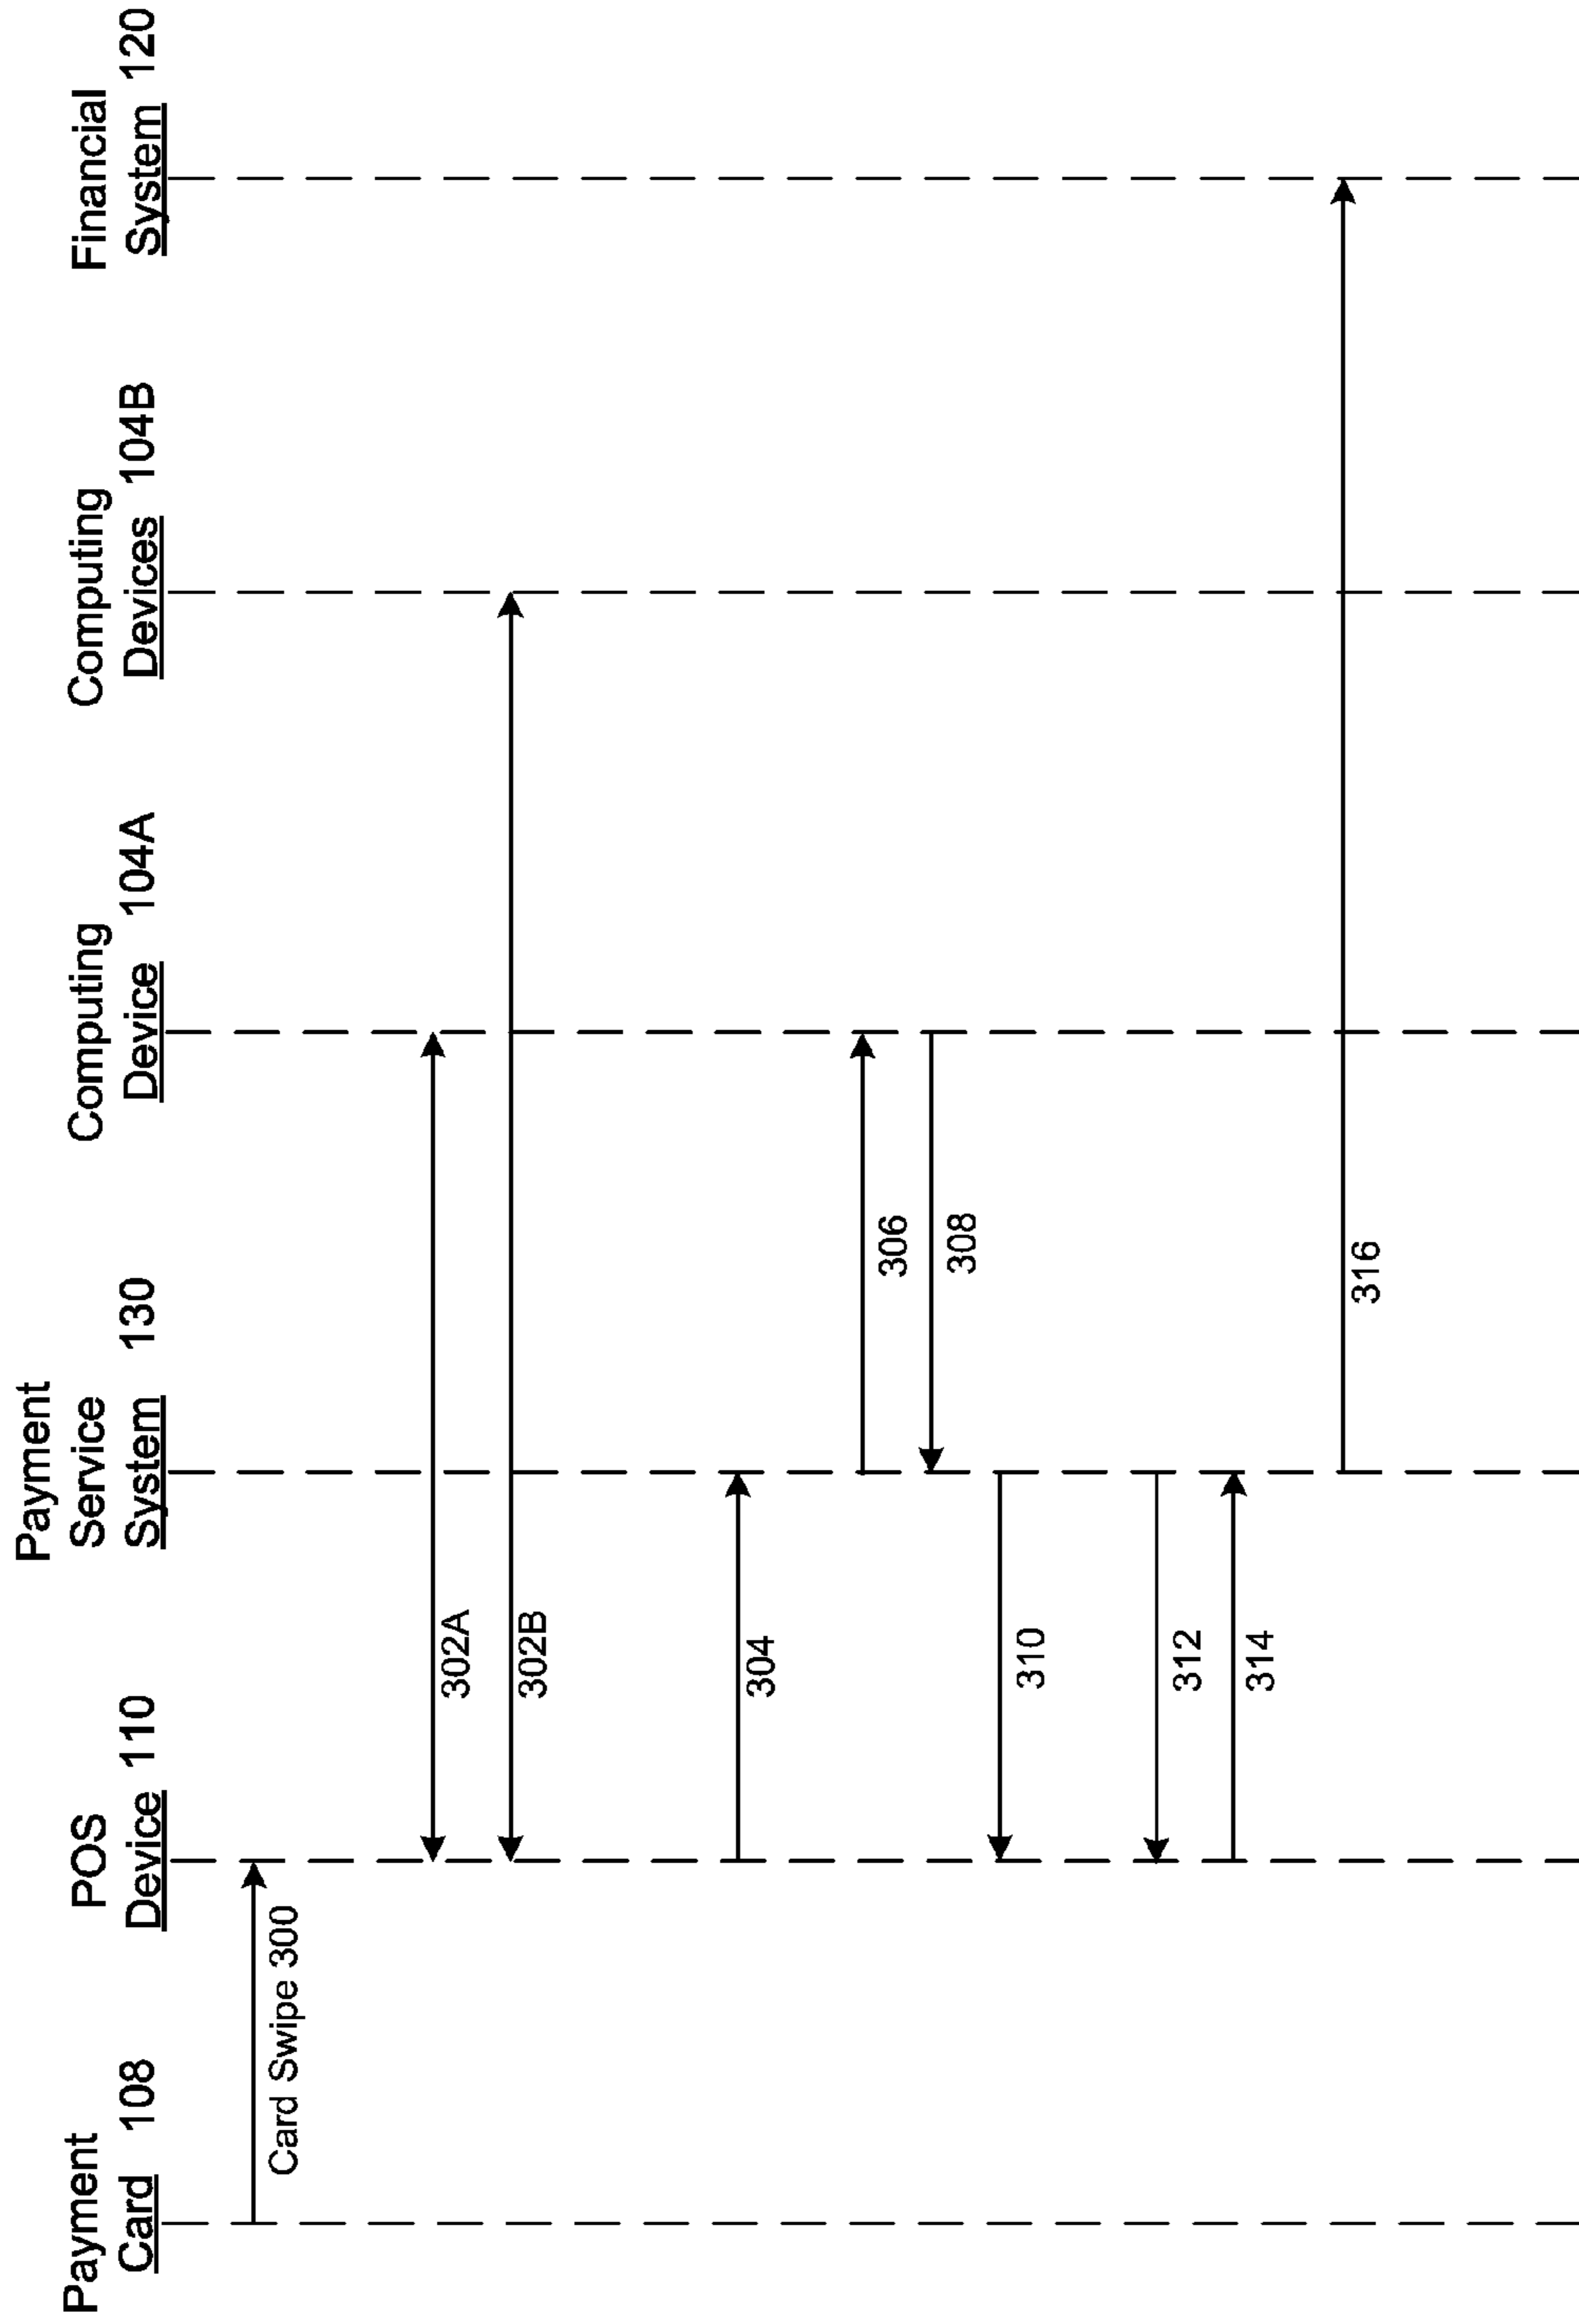 Payment
Card 108
POS
Device 110
Payment
Service
System 130
Computing
Device 104A
Computing
Devices 104B
Financial
System 120
Card Swipe 300
302A
302B
304
306
308
310
312
314
316